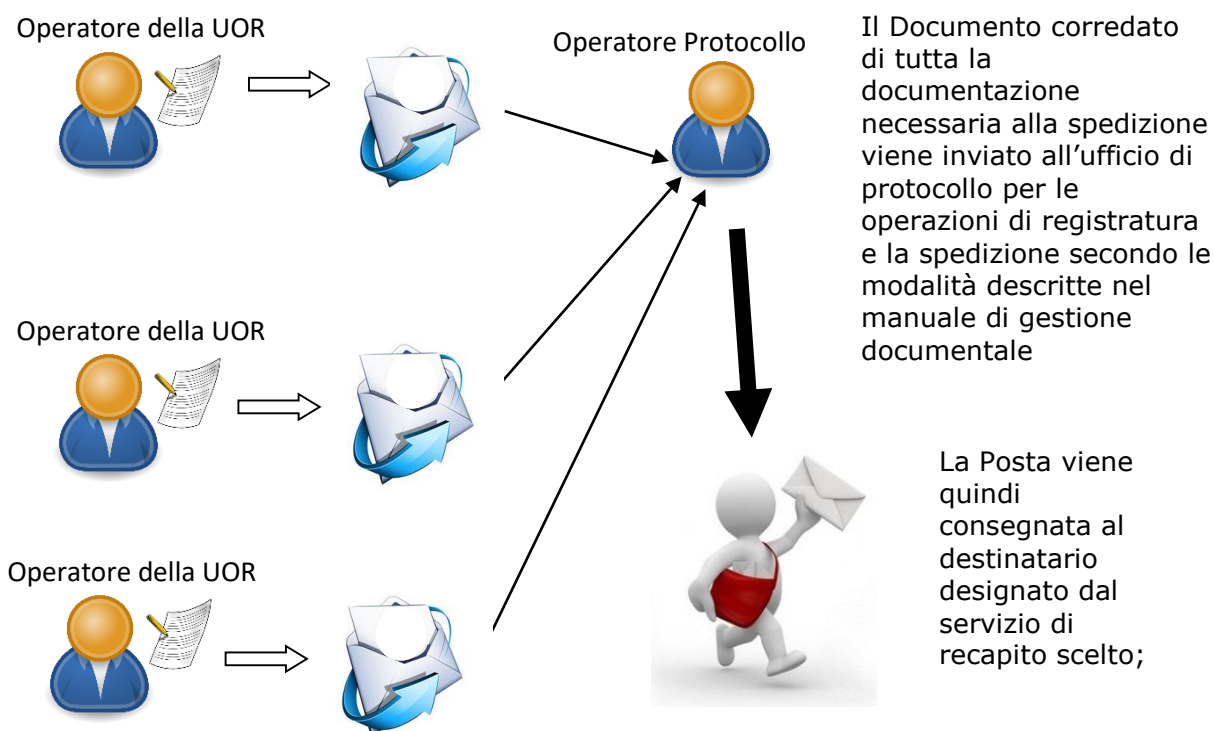 Operatore della UOR
Operatore Protocollo
Il Documento corredato
di tutta la
documentazione
necessaria alla spedizione
viene inviato all’ufficio di
protocollo per le
operazioni di registratura
e la spedizione secondo le
modalità descritte nel
manuale di gestione
documentale
Operatore della UOR
La Posta viene
quindi
consegnata al
destinatario
designato dal
servizio di
recapito scelto;
Operatore della UOR